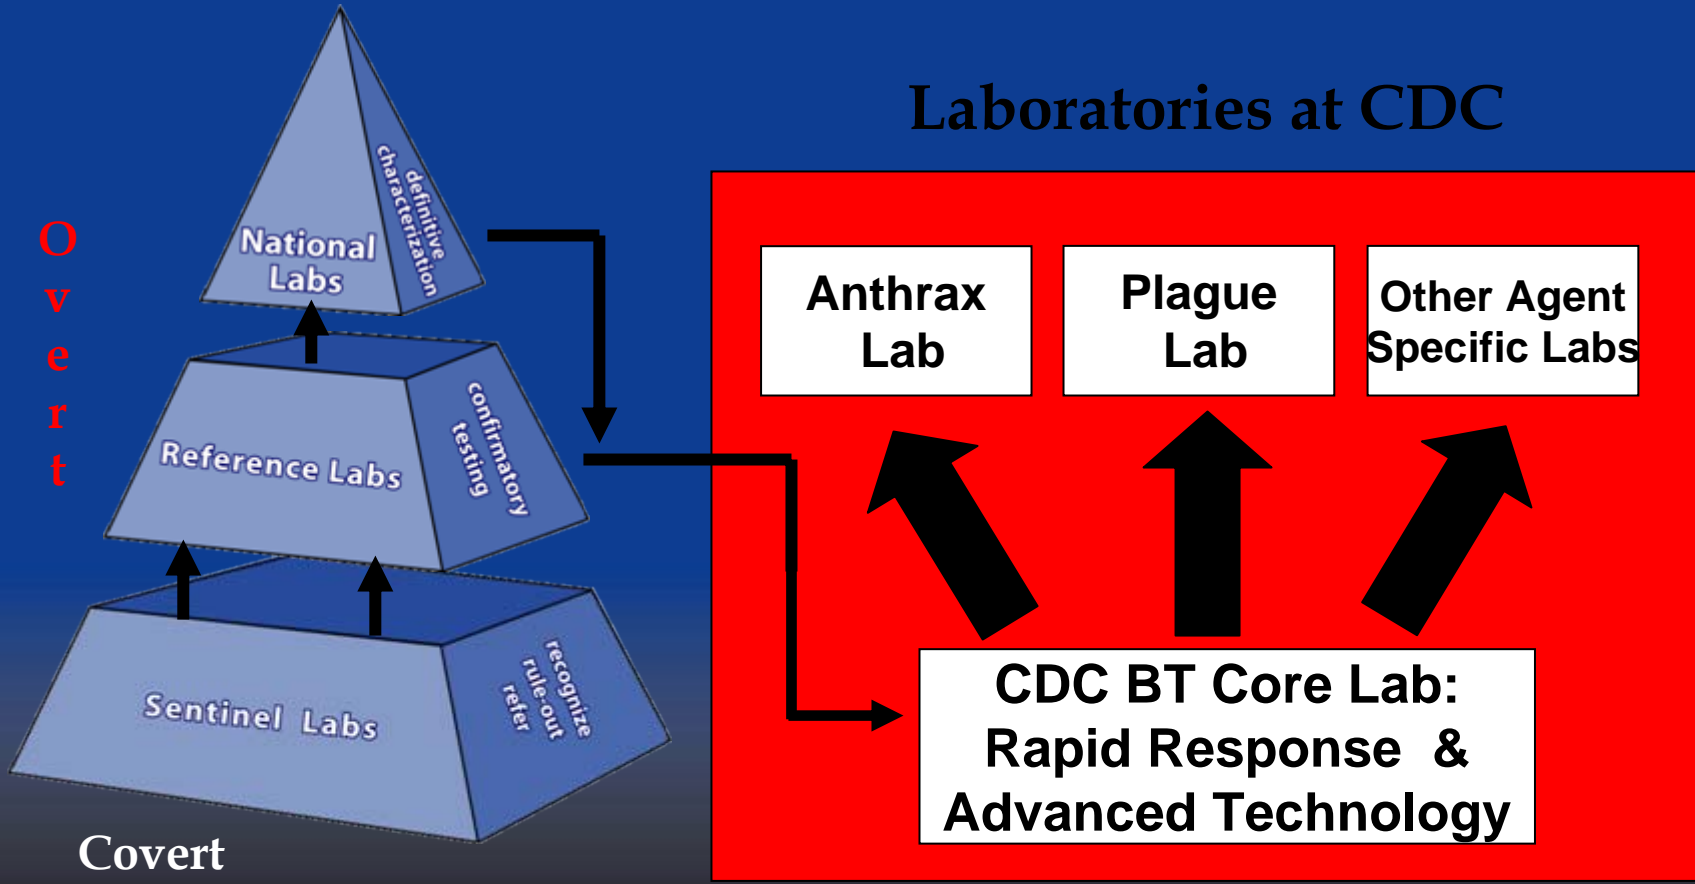 Laboratories at CDC
O
v
e
r
t
National
Labs
definitive
characterization
Reference Labs
confirmatory
testing
Sentinel Labs
recognize
rule-out
refer
Covert
Anthrax
Lab
Plague
Lab
Other Agent
Specific Labs
CDC BT Core Lab:
Rapid Response &
Advanced Technology